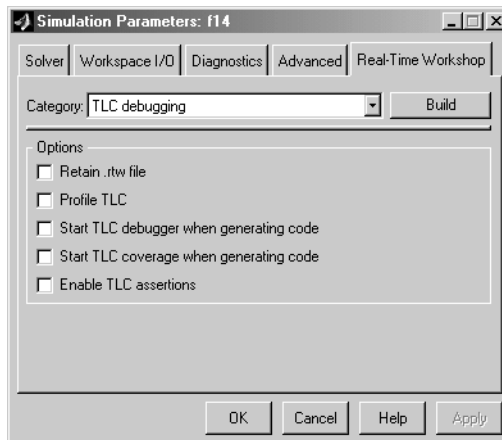 Simulation Parameters: f14
Solver Workspace I/O Diagnostics Advanced Real-Time Workshop
Category: TLC debugging Build
Options
Retain .rtw file
Profile TLC
Start TLC debugger when generating code
Start TLC coverage when generating code
Enable TLC assertions
OK Cancel Help Apply